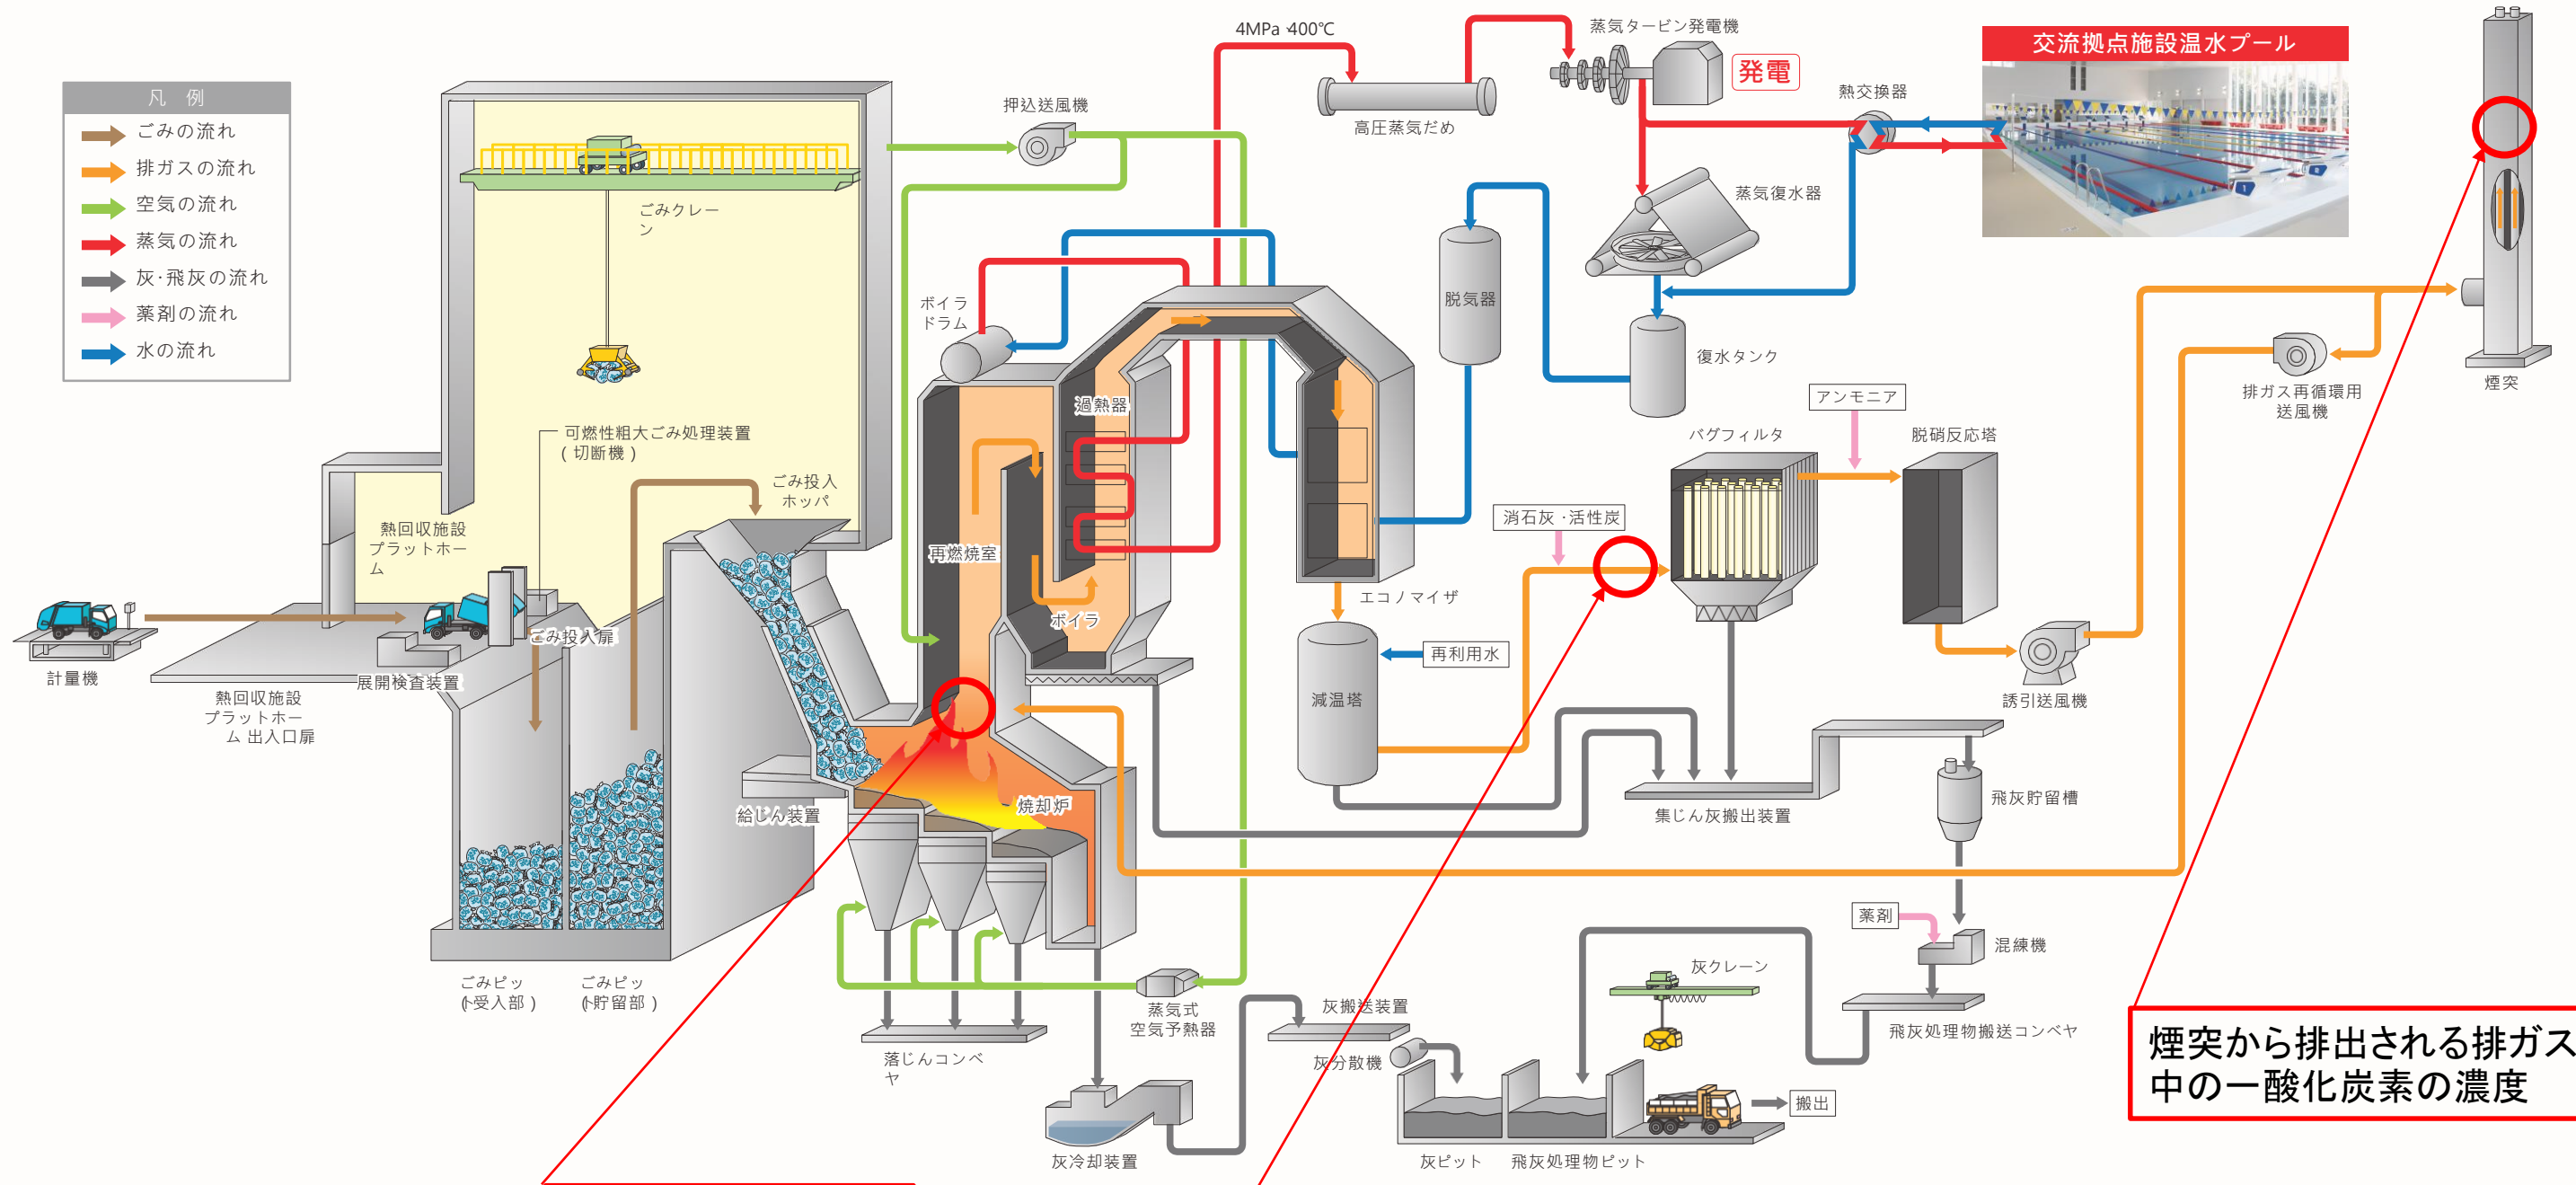 凡 例
ごみの流れ
排ガスの流れ
空気の流れ
蒸気の流れ
灰・飛灰の流れ
薬剤の流れ
水の流れ
4MPa・400℃
蒸気タービン発電機
発電
交流拠点施設温水プール
押込送風機
高圧蒸気だめ
熱交換器
ごみクレー
ン
蒸気復水器
ボイラ
ドラム
脱気器
復水タンク
排ガス再循環用
送風機
煙突
過熱器
アンモニア
可燃性粗大ごみ処理装置
( 切断機 )
バグフィルタ
脱硝反応塔
ごみ投入
ホッパ
熱回収施設
プラットホー
ム
消石灰・活性炭
再燃焼室
エコノマイザ
ボイラ
ごみ投入扉
再利用水
計量機
展開検査装置
熱回収施設
プラットホー
ム 出入口扉
減温塔
誘引送風機
給じん装置
焼却炉
集じん灰搬出装置
飛灰貯留槽
薬剤
混練機
灰クレーン
ごみピッ
ト(受入部)
ごみピッ
ト(貯留部)
蒸気式
空気予熱器
灰搬送装置
飛灰処理物搬送コンベヤ
落じんコンベ
ヤ
灰分散機
煙突から排出される排ガス
中の一酸化炭素の濃度
搬出
灰冷却装置
灰ピット
飛灰処理物ピット